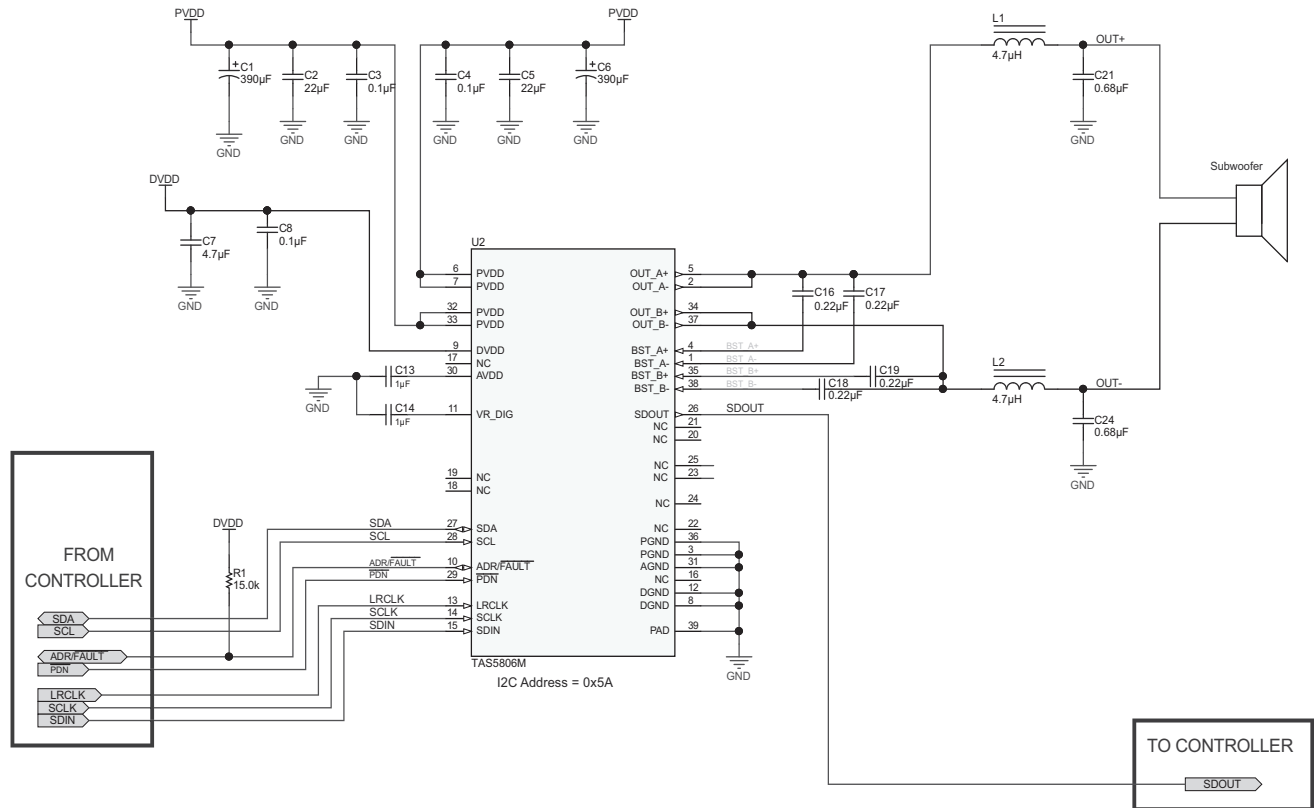 PVDD
C1
390µF
C2
22µF
C3
0.1µF
GND
GND
GND
PVDD
C4
0.1µF
C5
22µF
C6
390µF
GND
GND
GND
L1
4.7µH
OUT+
C21
0.68µF
GND
Subwoofer
DVDD
C7
4.7µF
C8
0.1µF
GND
GND
U2
6 PVDD
7 PVDD
32 PVDD
33 PVDD
9 DVDD
17 NC
30 AVDD
11 VR_DIG
19 NC
18 NC
SDA 27 SDA
SCL 28 SCL
ADR/FAULT 10 ADR/FAULT
PDN 29 PDN
LRCLK 13 LRCLK
SCLK 14 SCLK
SDIN 15 SDIN
OUT_A+ 5
OUT_A- 2
OUT_B+ 34
OUT_B- 37
BST_A+ 4 BST_A+
BST_A- 1 BST_A-
BST_B+ 35 BST_B+
BST_B- 38 BST_B-
SDOUT 26 SDOUT
NC 21
NC 20
NC 25
NC 23
NC 24
NC 22
PGND 36
PGND 3
AGND 31
NC 16
DGND 12
DGND 8
PAD 39
GND
TAS5806M
I2C Address = 0x5A
C13
1µF
C14
1µF
GND
C16
0.22µF
C17
0.22µF
C19
0.22µF
C18
0.22µF
L2
4.7µH
OUT-
C24
0.68µF
GND
DVDD
R1
15.0k
FROM
CONTROLLER
SDA
SCL
ADR/FAULT
PDN
LRCLK
SCLK
SDIN
TO CONTROLLER
SDOUT